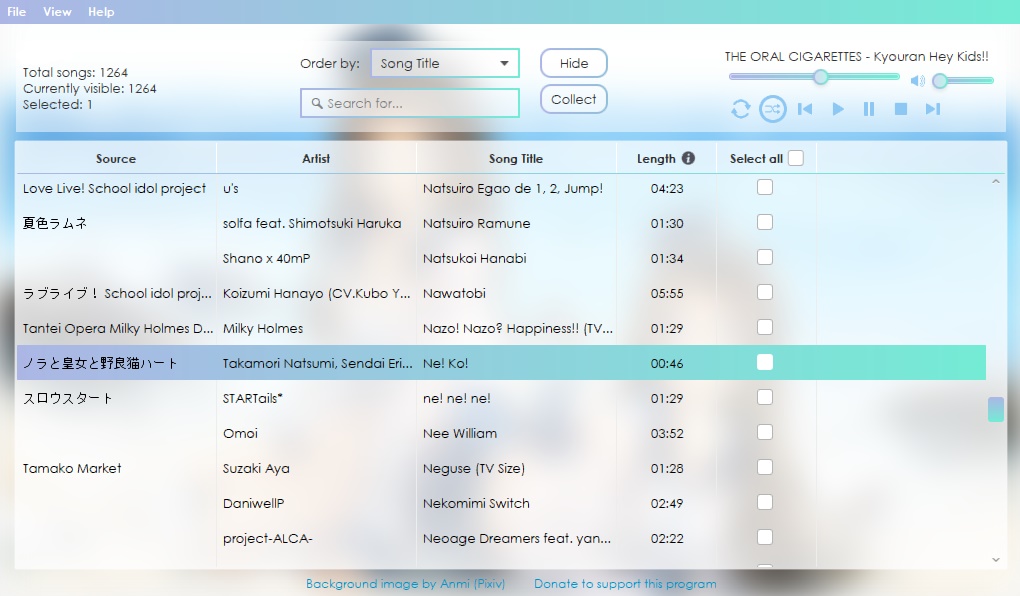 File View Help
Total songs: 1264
Currently visible: 1264
Selected: 1
Order by: Song Title
Search for...
Hide
Collect
THE ORAL CIGARETTES - Kyouran Hey Kids!!
Source Artist Song Title Length Select all
Love Live! School idol project u's Natsuiro Egao de 1, 2, Jump! 04:23
夏色ラムネ solfa feat. Shimotsuki Haruka Natsuiro Ramune 01:30
Shano x 40mP Natsukoi Hanabi 01:34
ラブライブ！ School idol proj... Koizumi Hanayo (CV.Kubo Y... Nawatobi 05:55
Tantei Opera Milky Holmes D... Milky Holmes Nazo! Nazo? Happiness!! (TV... 01:29
ノラと皇女と野良猫ハート Takamori Natsumi, Sendai Eri... Ne! Ko! 00:46
スロウスタート STARTails* ne! ne! ne! 01:29
Omoi Nee William 03:52
Tamako Market Suzaki Aya Neguse (TV Size) 01:28
DaniwellP Nekomimi Switch 02:49
project-ALCA- Neoage Dreamers feat. yan... 02:22
Background image by Anmi (Pixiv) Donate to support this program